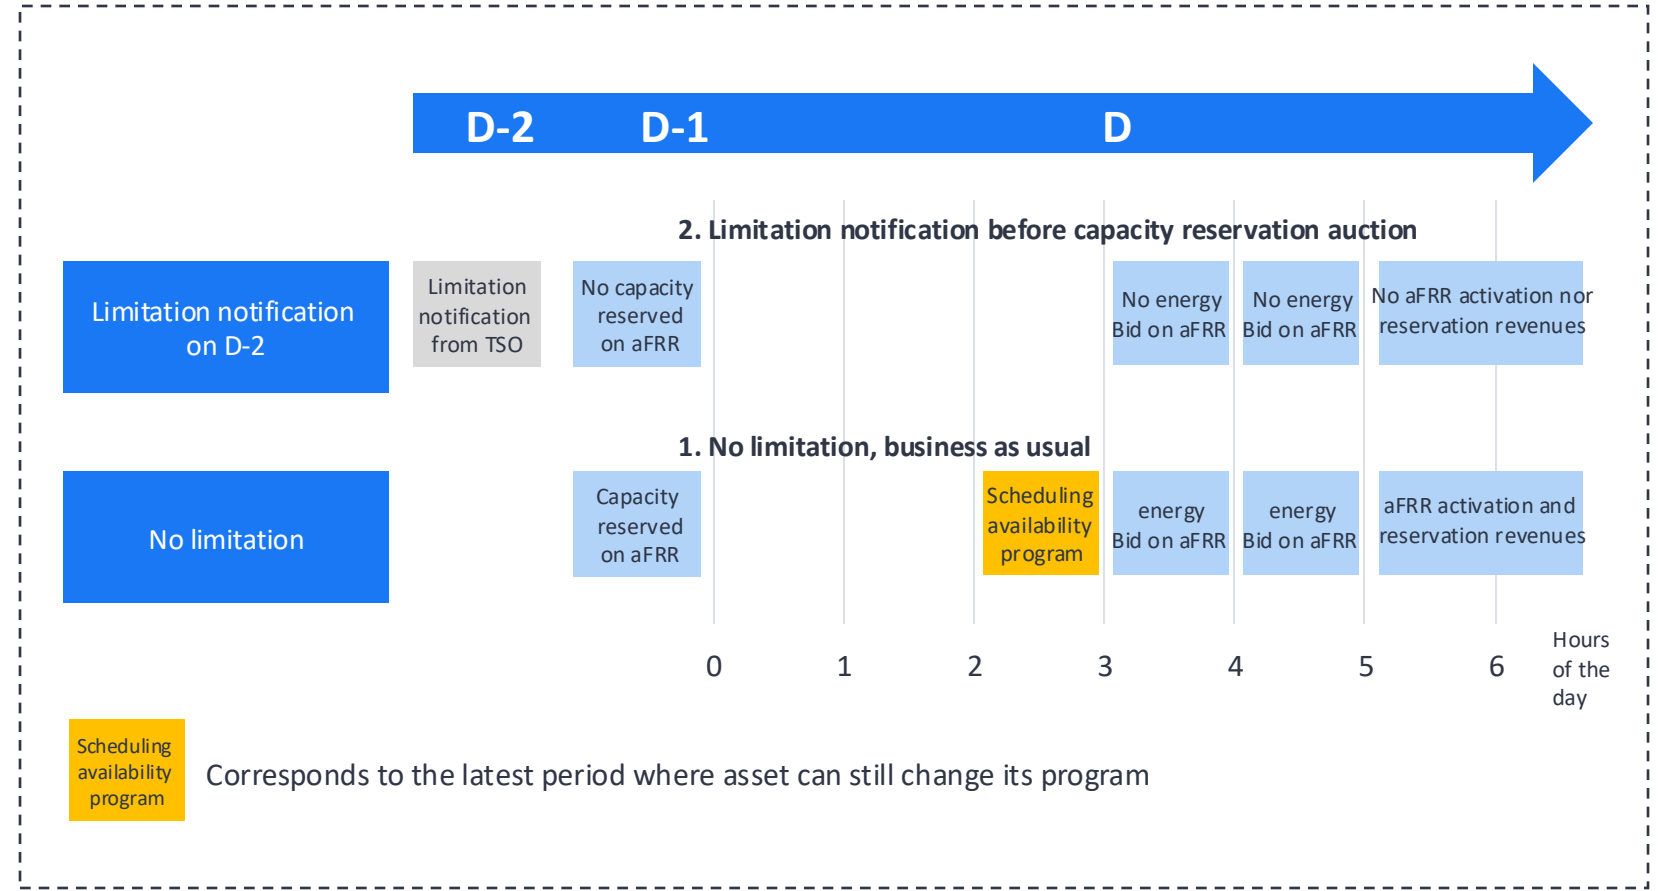 D-2
D-1
D
2. Limitation notification before capacity reservation auction
Limitation notification
on D-2
Limitation
notification
from TSO
No capacity
reserved
on aFRR
No energy
Bid on aFRR
No energy
Bid on aFRR
No aFRR activation nor
reservation revenues
1. No limitation, business as usual
No limitation
Capacity
reserved
on aFRR
Scheduling
availability
program
energy
Bid on aFRR
energy
Bid on aFRR
aFRR activation and
reservation revenues
0
1
2
3
4
5
6
Hours
of the
day
Scheduling
availability
program
Corresponds to the latest period where asset can still change its program